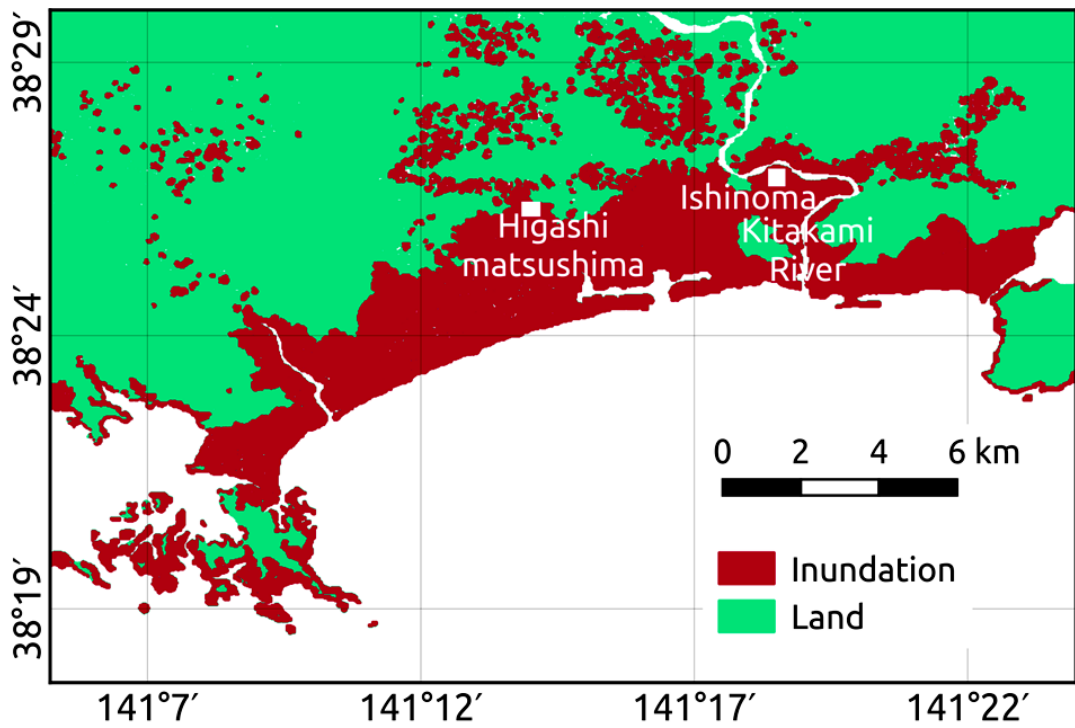 38°29′
38°24′
38°19′
Ishinoma
Higashi
matsushima
Kitakami
River
0 2 4 6 km
Inundation
Land
141°7′ 141°12′ 141°17′ 141°22′